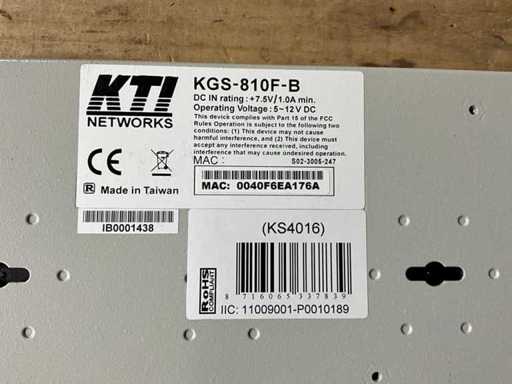 KTI
NETWORKS
KGS-810F-B
DC IN rating : +7.5V/1.0A min.
Operating Voltage : 5~12V DC
This device complies with Part 15 of the FCC
Rules Operation is subject to the following two
conditions: (1) This device may not cause
harmful interference, and (2) This device must
accept any interference received, including
interference that may cause undesired operation.
MAC :
S02-3005-247
CE
R Made in Taiwan
MAC: 0040F6EA176A
IB0001438
(KS4016)
RoHS
COMPLIANT
8 716065 337839
IIC: 11009001-P0010189